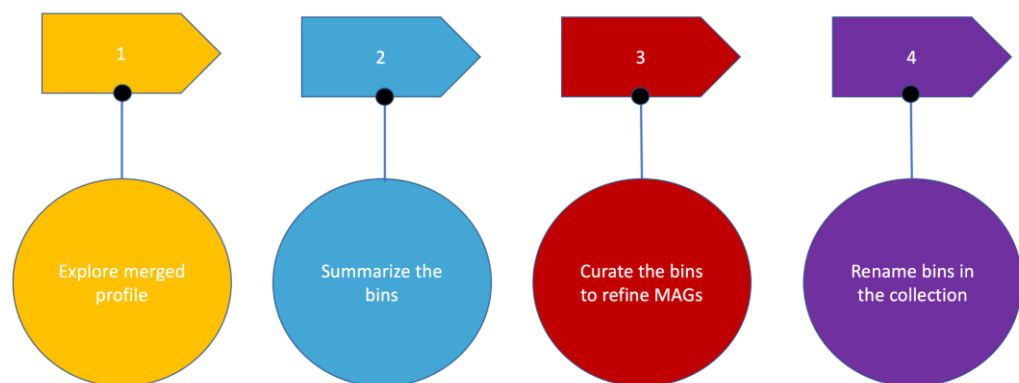 1
2
3
4
Explore merged
profile
Summarize the
bins
Curate the bins
to refine MAGs
Rename bins in
the collection